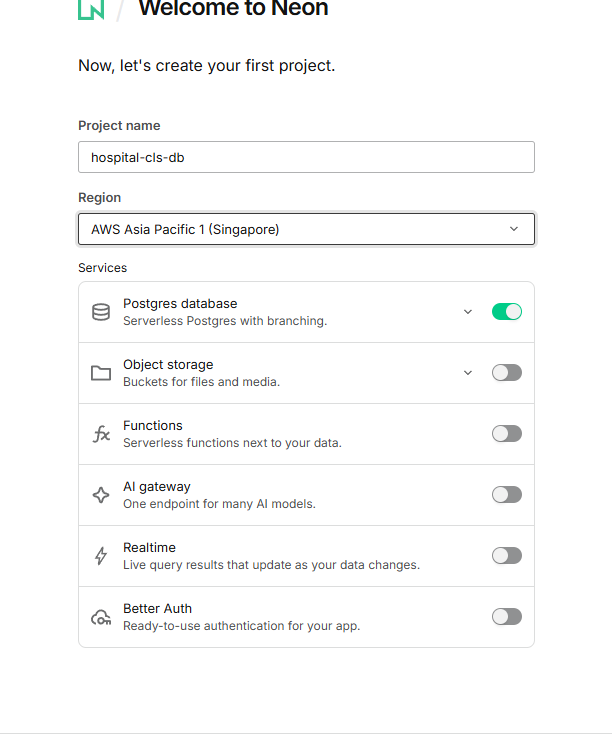 Welcome to Neon
Now, let's create your first project.
Project name
hospital-cls-db
Region
AWS Asia Pacific 1 (Singapore)
Services
Postgres database
Serverless Postgres with branching.
Object storage
Buckets for files and media.
Functions
Serverless functions next to your data.
AI gateway
One endpoint for many AI models.
Realtime
Live query results that update as your data changes.
Better Auth
Ready-to-use authentication for your app.